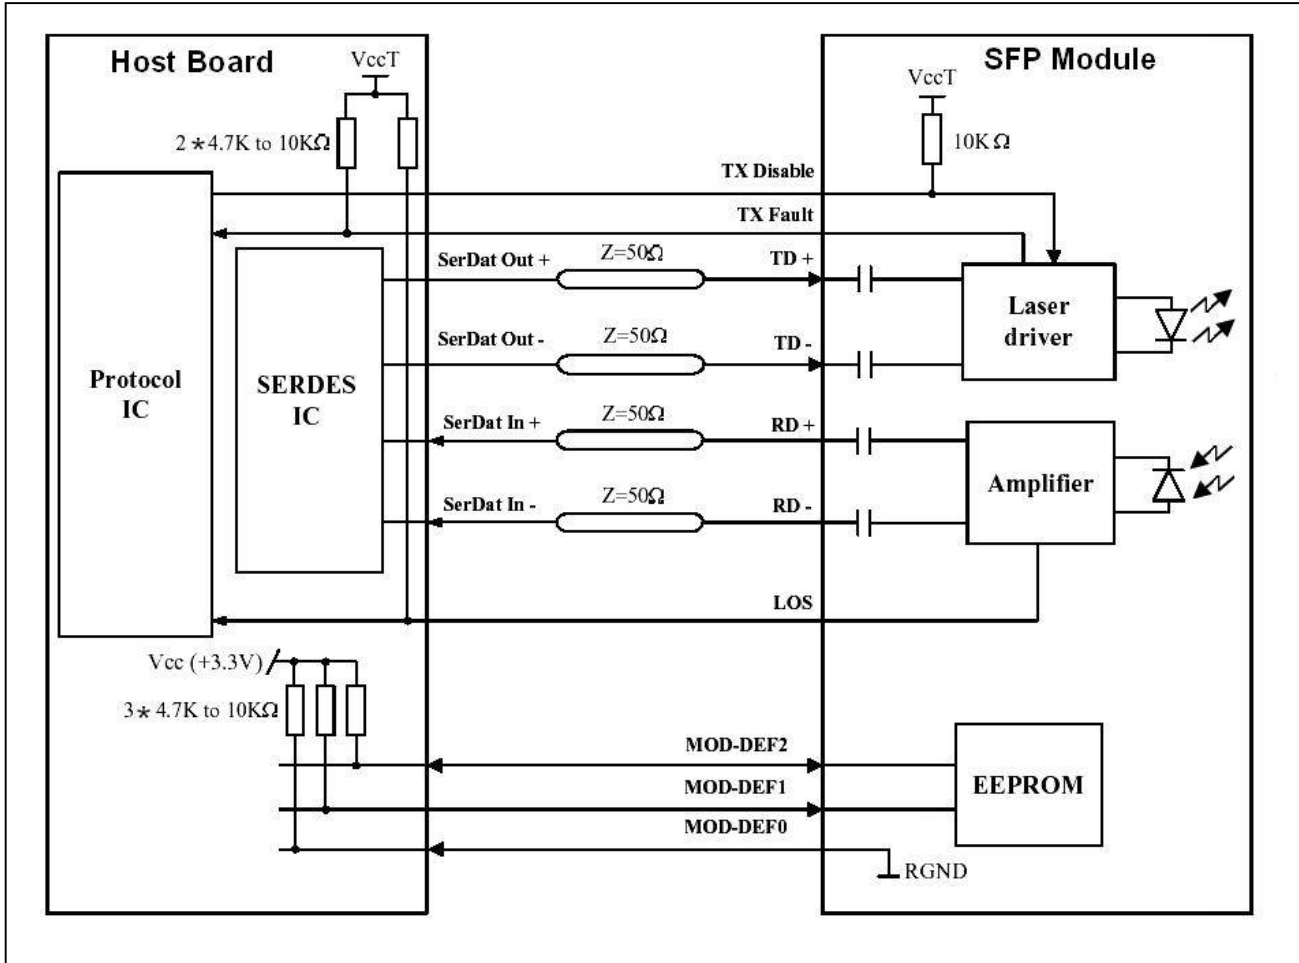 Host Board
SFP Module
VccT
VccT
2*4.7K to 10KΩ
10KΩ
TX Disable
TX Fault
SerDat Out +
Z=50Ω
TD +
SerDat Out -
Z=50Ω
TD -
Laser
driver
Protocol
IC
SERDES
IC
SerDat In +
Z=50Ω
RD +
SerDat In -
Z=50Ω
RD -
Amplifier
LOS
Vcc (+3.3V)
3*4.7K to 10KΩ
MOD-DEF2
MOD-DEF1
MOD-DEF0
EEPROM
RGND